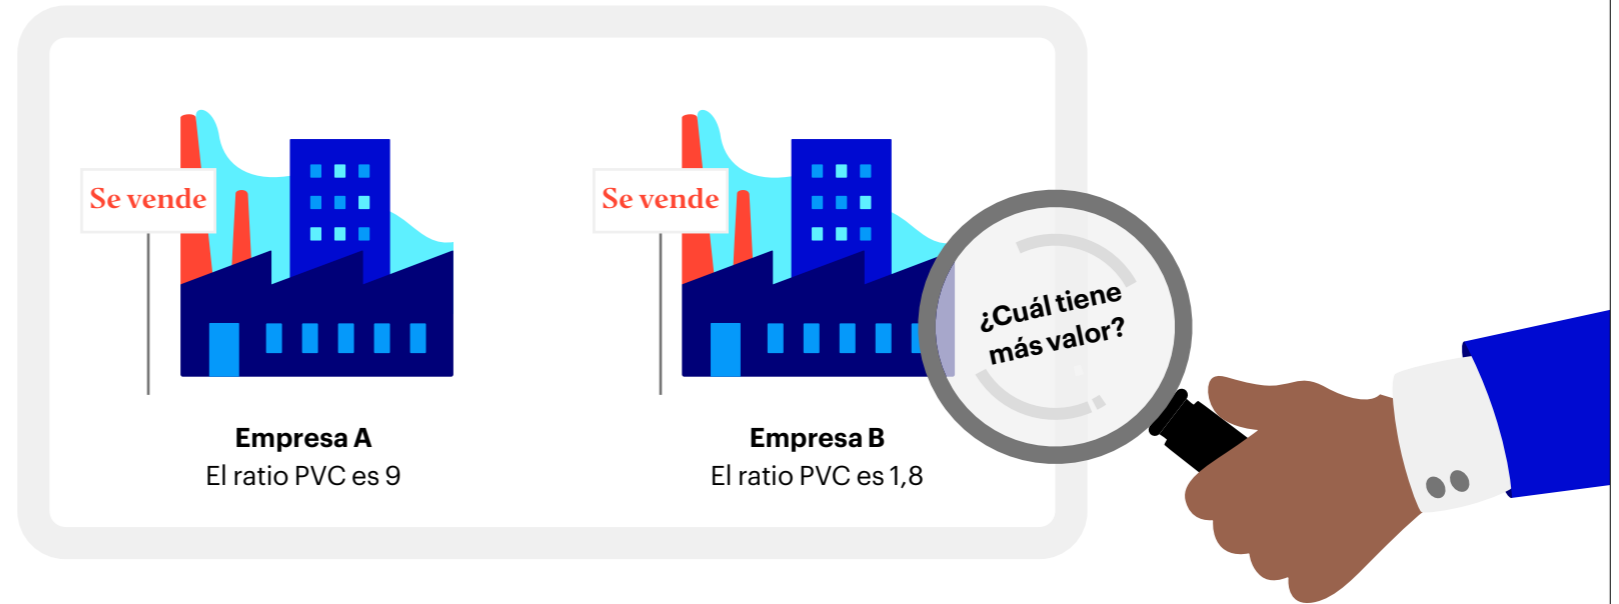 Se vende
Se vende
¿Cuál tiene
más valor?
Empresa A
El ratio PVC es 9
Empresa B
El ratio PVC es 1,8